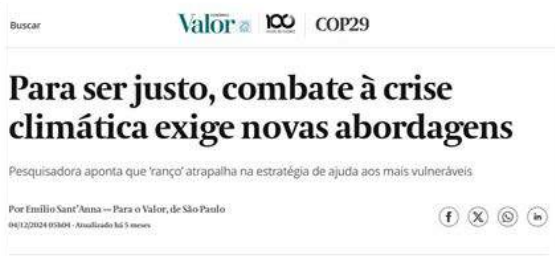 Buscar
Valor
100
COP29
Para ser justo, combate à crise
climática exige novas abordagens
Pesquisadora aponta que 'ranço' atrapalha na estratégia de ajuda aos mais vulneráveis
Por Emílio Sant'Anna — Para o Valor, de São Paulo
04/12/2024 05h04 · Atualizado há 5 meses